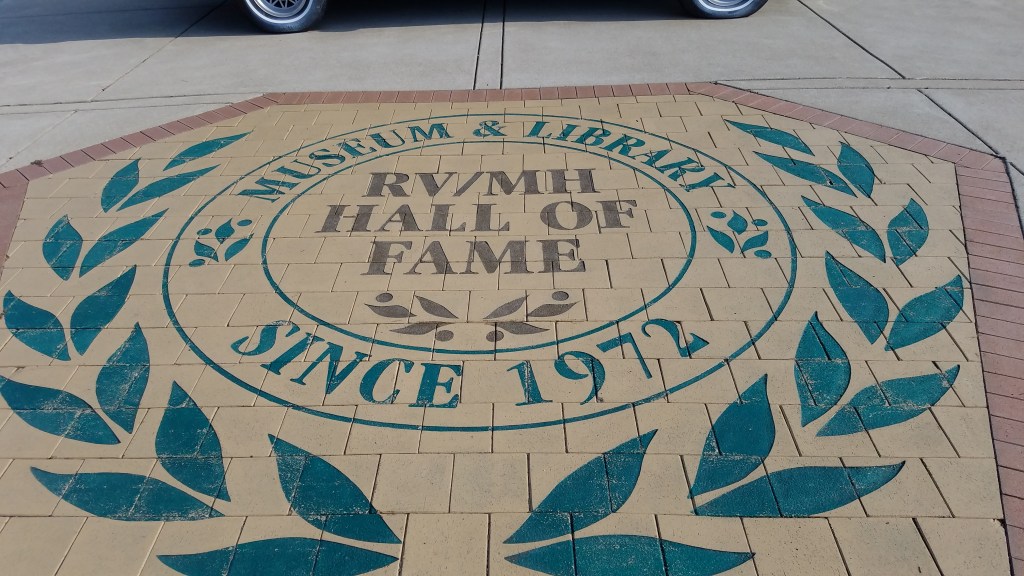 MUSEUM & LIBRARY
RV/MH
HALL OF
FAME
SINCE 1972